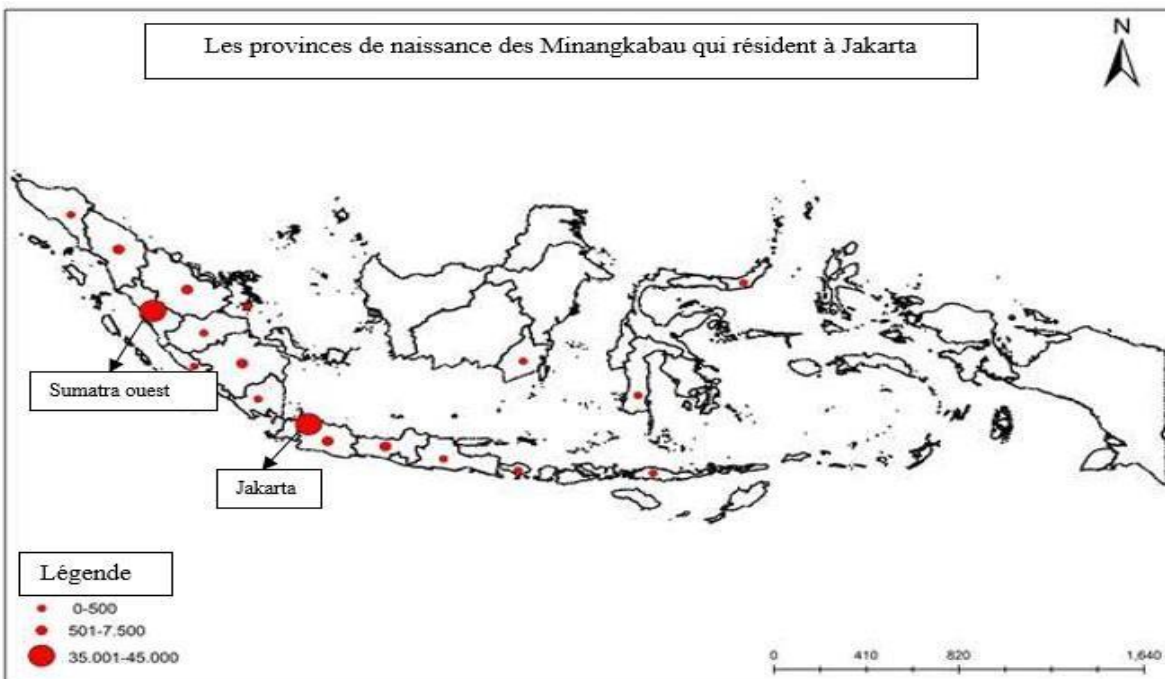 Les provinces de naissance des Minangkabau qui résident à Jakarta
N
Sumatra ouest
Jakarta
Légende
0-500
501-7.500
35.001-45.000
0 410 820 1,640